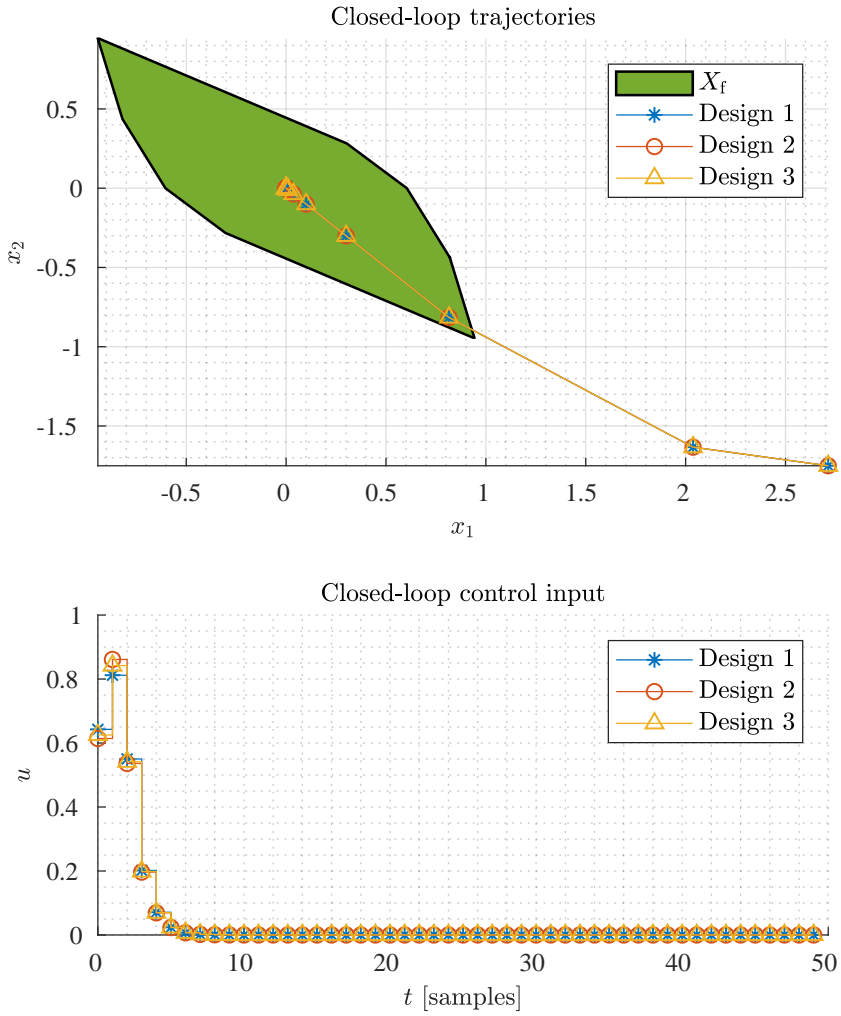 Closed-loop trajectories
0.5
0
-0.5
-1
-1.5
x₂
-0.5 0 0.5 1 1.5 2 2.5
x₁
X_f
Design 1
Design 2
Design 3
Closed-loop control input
1
0.8
0.6
0.4
0.2
0
u
0 10 20 30 40 50
t [samples]
Design 1
Design 2
Design 3